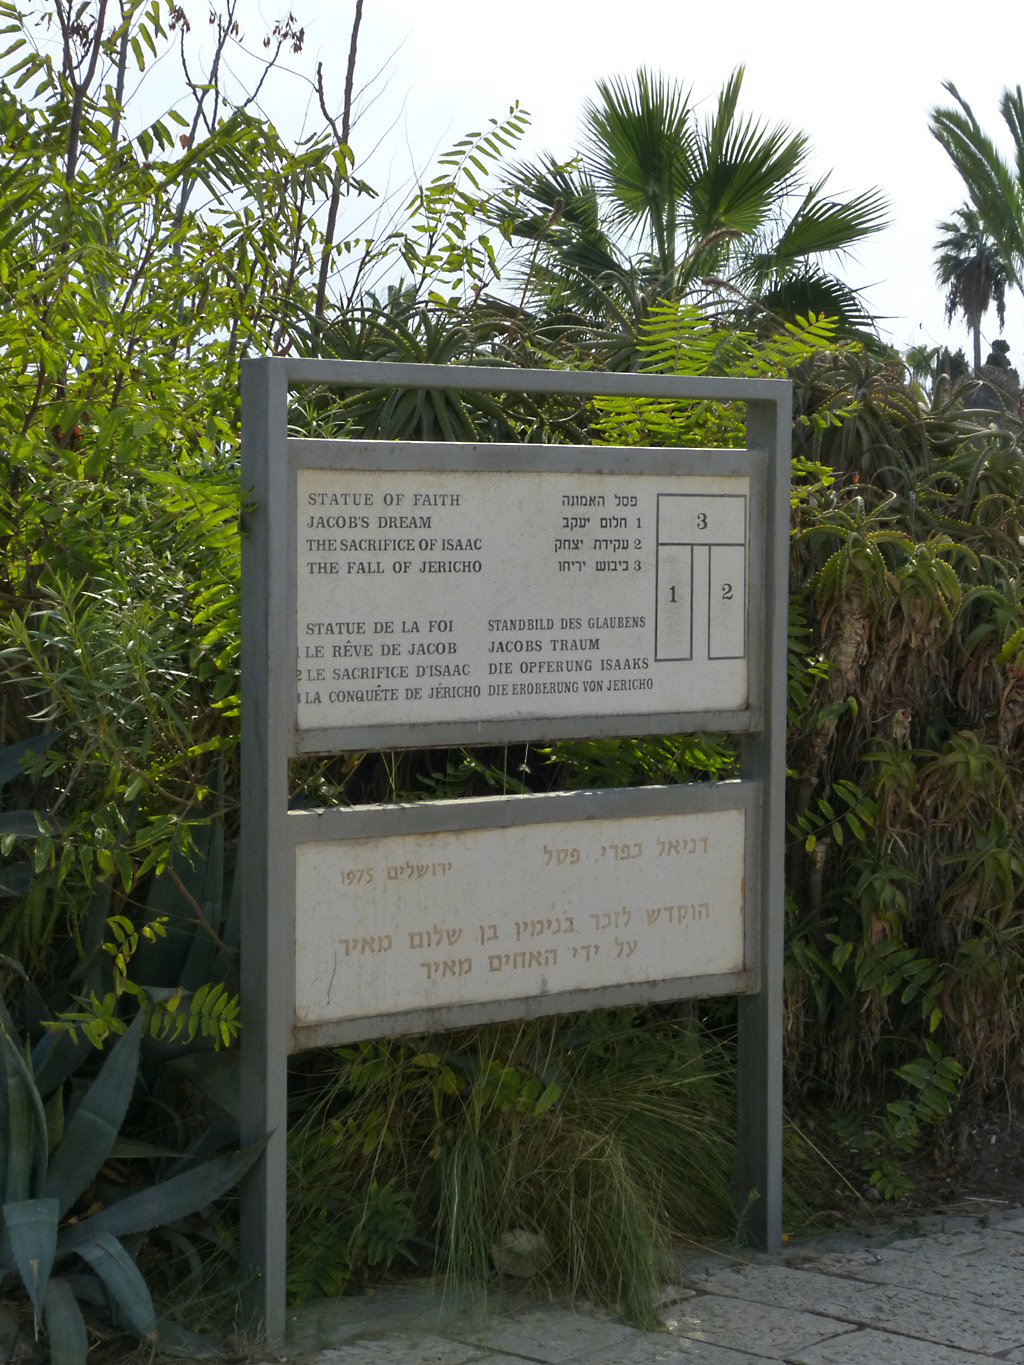 STATUE OF FAITH
JACOB'S DREAM
THE SACRIFICE OF ISAAC
THE FALL OF JERICHO
פסל האמונה
1 חלום יעקב
2 עקידת יצחק
3 כיבוש יריחו
3
1 2
STATUE DE LA FOI
1 LE RÊVE DE JACOB
2 LE SACRIFICE D'ISAAC
3 LA CONQUÊTE DE JÉRICHO
STANDBILD DES GLAUBENS
JACOBS TRAUM
DIE OPFERUNG ISAAKS
DIE EROBERUNG VON JERICHO
דניאל כפרי, פסל
ירושלים 1975
הוקדש לזכר בנימין בן שלום מאיר
על ידי האחים מאיר